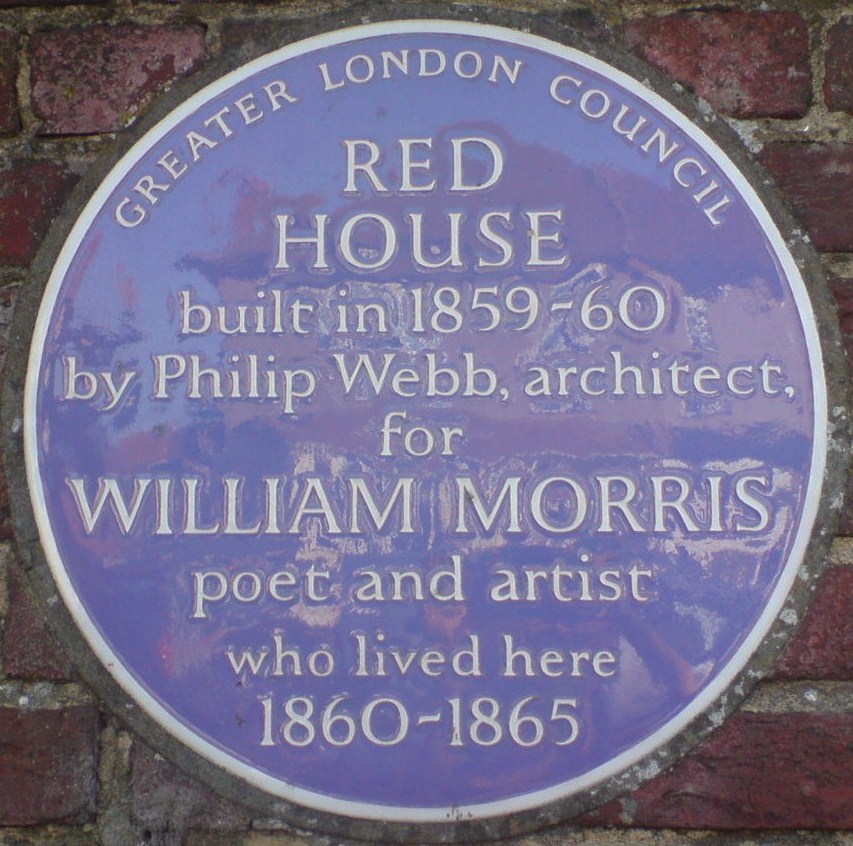 GREATER LONDON COUNCIL
RED
HOUSE
built in 1859-60
by Philip Webb, architect,
for
WILLIAM MORRIS
poet and artist
who lived here
1860-1865